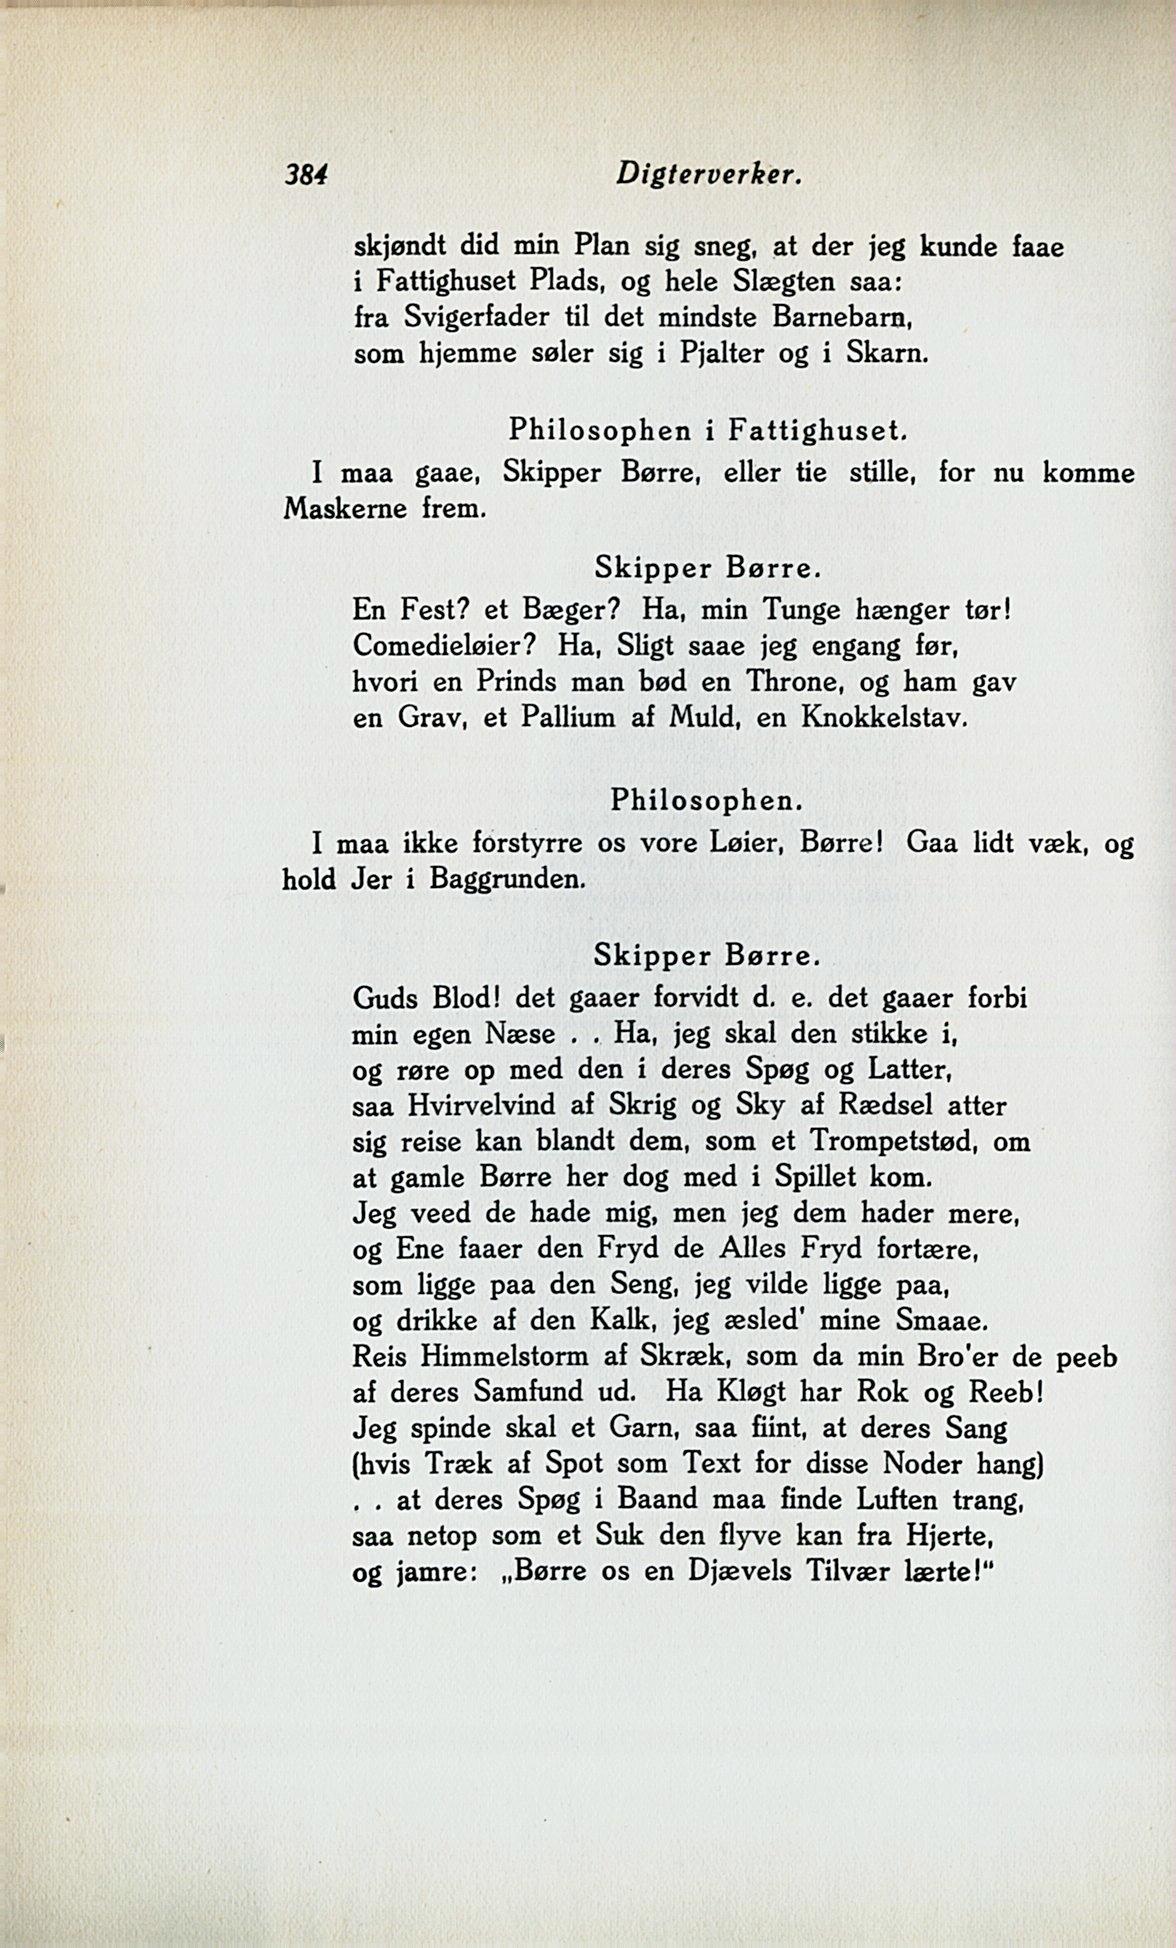 384 Digterverker.
skjøndt did min Plan sig sneg, at der jeg kunde faae
i Fattighuset Plads, og hele Slægten saa:
fra Svigerfader til det mindste Barnebarn,
som hjemme søler sig i Pjalter og i Skarn.
Philosophen i Fattighuset.
I maa gaae, Skipper Børre, eller tie stille, for nu komme
Maskerne frem.
Skipper Børre.
En Fest? et Bæger? Ha, min Tunge hænger tør!
Comedieløier? Ha, Sligt saae jeg engang før,
hvori en Prinds man bød en Throne, og ham gav
en Grav, et Pallium af Muld, en Knokkelstav.
Philosophen.
I maa ikke forstyrre os vore Løier, Børre! Gaa lidt væk, og
hold Jer i Baggrunden.
Skipper Børre.
Guds Blod! det gaaer forvidt d. e. det gaaer forbi
min egen Næse . . Ha, jeg skal den stikke i,
og røre op med den i deres Spøg og Latter,
saa Hvirvelvind af Skrig og Sky af Rædsel atter
sig reise kan blandt dem, som et Trompetstød, om
at gamle Børre her dog med i Spillet kom.
Jeg veed de hade mig, men jeg dem hader mere,
og Ene faaer den Fryd de Alles Fryd fortære,
som ligge paa den Seng, jeg vilde ligge paa,
og drikke af den Kalk, jeg æsled' mine Smaae.
Reis Himmelstorm af Skræk, som da min Bro'er de peeb
af deres Samfund ud. Ha Kløgt har Rok og Reeb!
Jeg spinde skal et Garn, saa fiint, at deres Sang
(hvis Træk af Spot som Text for disse Noder hang)
. . at deres Spøg i Baand maa finde Luften trang,
saa netop som et Suk den flyve kan fra Hjerte,
og jamre: „Børre os en Djævels Tilvær lærte!“